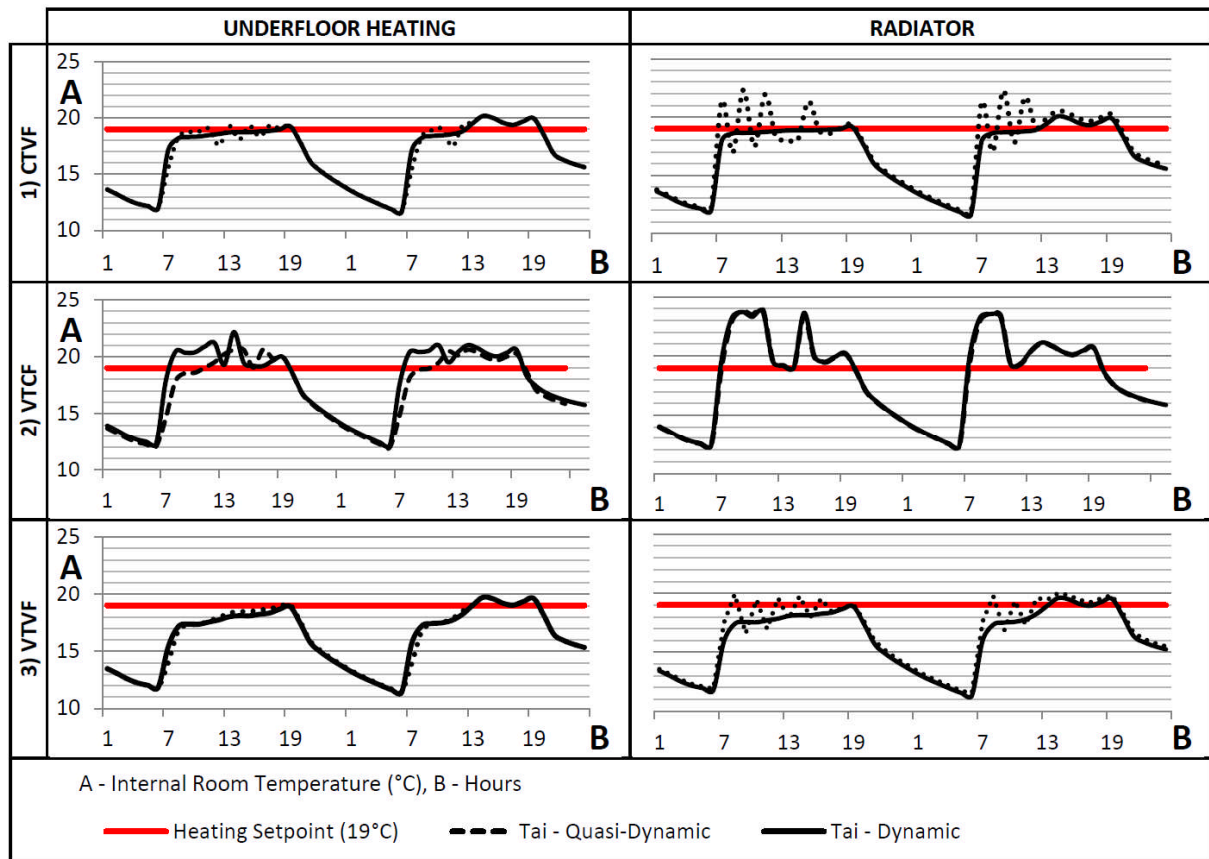 UNDERFLOOR HEATING RADIATOR
1) CTVF
25
A
20
15
10
1 7 13 19 1 7 13 19 B
1 7 13 19 1 7 13 19 B
2) VTCF
25
A
20
15
10
1 7 13 19 1 7 13 19 B
1 7 13 19 1 7 13 19 B
3) VTVF
25
A
20
15
10
1 7 13 19 1 7 13 19 B
1 7 13 19 1 7 13 19 B
A - Internal Room Temperature (°C), B - Hours
Heating Setpoint (19°C) Tai - Quasi-Dynamic Tai - Dynamic